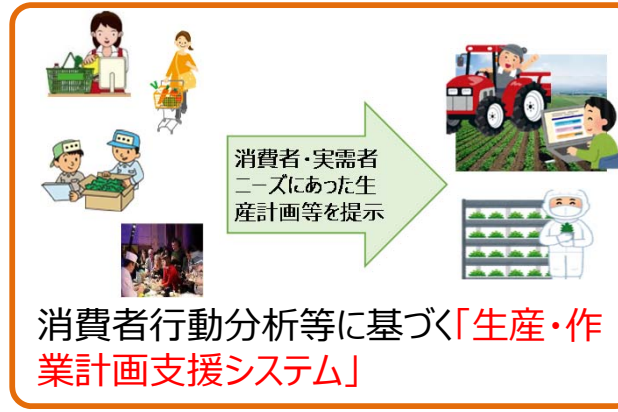 消費者・実需者
ニーズにあった生
産計画等を提示
消費者行動分析等に基づく「生産・作
業計画支援システム」